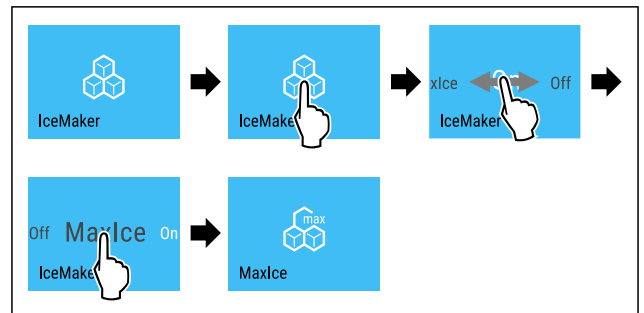 IceMaker
IceMake
xIce Off
IceMaker
Off MaxIce On
IceMake
max
MaxIce